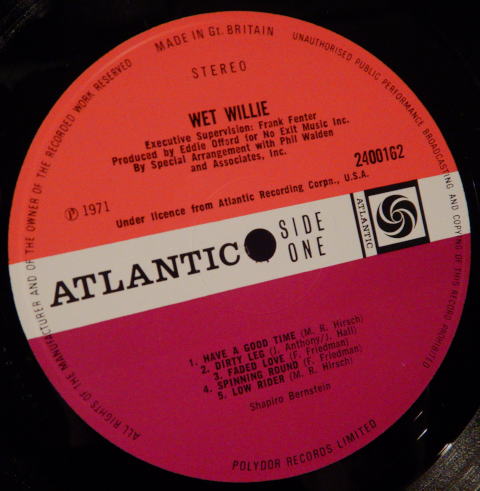 MADE IN Gt. BRITAIN
UNAUTHORISED PUBLIC PERFORMANCE BROADCASTING AND COPYING OF THIS RECORD PROHIBITED
ALL RIGHTS OF THE MANUFACTURER AND OF THE OWNER OF THE RECORDED WORK RESERVED
STEREO
WET WILLIE
Executive Supervision: Frank Fenter
Produced by Eddie Offord for No Exit Music Inc.
By Special Arrangement with Phil Walden
and Associates, Inc.
2400162
Ⓟ 1971
Under licence from Atlantic Recording Corpn., U.S.A.
ATLANTIC
SIDE
ONE
ATLANTIC
1. HAVE A GOOD TIME (M. R. Hirsch)
2. DIRTY LEG (J. Anthony/J. Hall)
3. FADED LOVE (F. Friedman)
4. SPINNING ROUND (F. Friedman)
5. LOW RIDER (M. R. Hirsch)
Shapiro Bernstein
POLYDOR RECORDS LIMITED